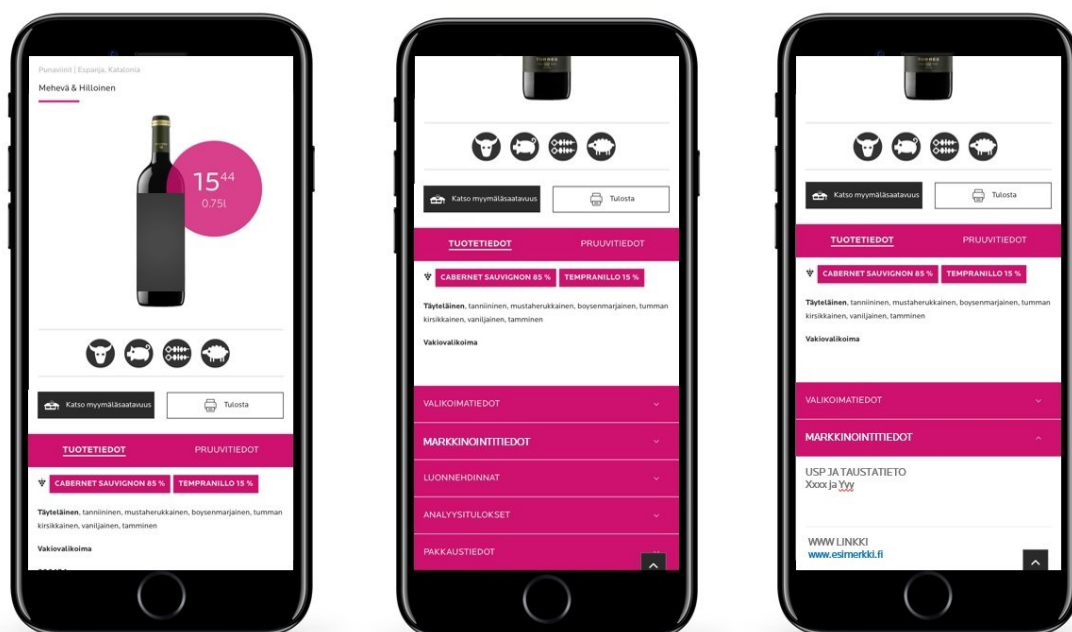 Punaviinit | Espanja, Katalonia
Mehevä & Hilloinen
15⁴⁴
0.75l
Katso myymäläsaatavuus
Tulosta
TUOTETIEDOT
PRUUVITIEDOT
CABERNET SAUVIGNON 85 %
TEMPRANILLO 15 %
Täyteläinen, tanniininen, mustaherukkainen, boysenmarjainen, tumman
kirsikkainen, vaniljainen, tamminen
Vakiovalikoima
TORRES
Katso myymäläsaatavuus
Tulosta
TUOTETIEDOT
PRUUVITIEDOT
CABERNET SAUVIGNON 85 %
TEMPRANILLO 15 %
Täyteläinen, tanniininen, mustaherukkainen, boysenmarjainen, tumman
kirsikkainen, vaniljainen, tamminen
Vakiovalikoima
VALIKOIMATIEDOT
MARKKINOINTITIEDOT
LUONNEHDINNAT
ANALYYSITULOKSET
PAKKAUSTIEDOT
TORRES
Katso myymäläsaatavuus
Tulosta
TUOTETIEDOT
PRUUVITIEDOT
CABERNET SAUVIGNON 85 %
TEMPRANILLO 15 %
Täyteläinen, tanniininen, mustaherukkainen, boysenmarjainen, tumman
kirsikkainen, vaniljainen, tamminen
Vakiovalikoima
VALIKOIMATIEDOT
MARKKINOINTITIEDOT
USP JA TAUSTATIETO
Xxxx ja Yyy
WWW LINKKI
www.esimerkki.fi